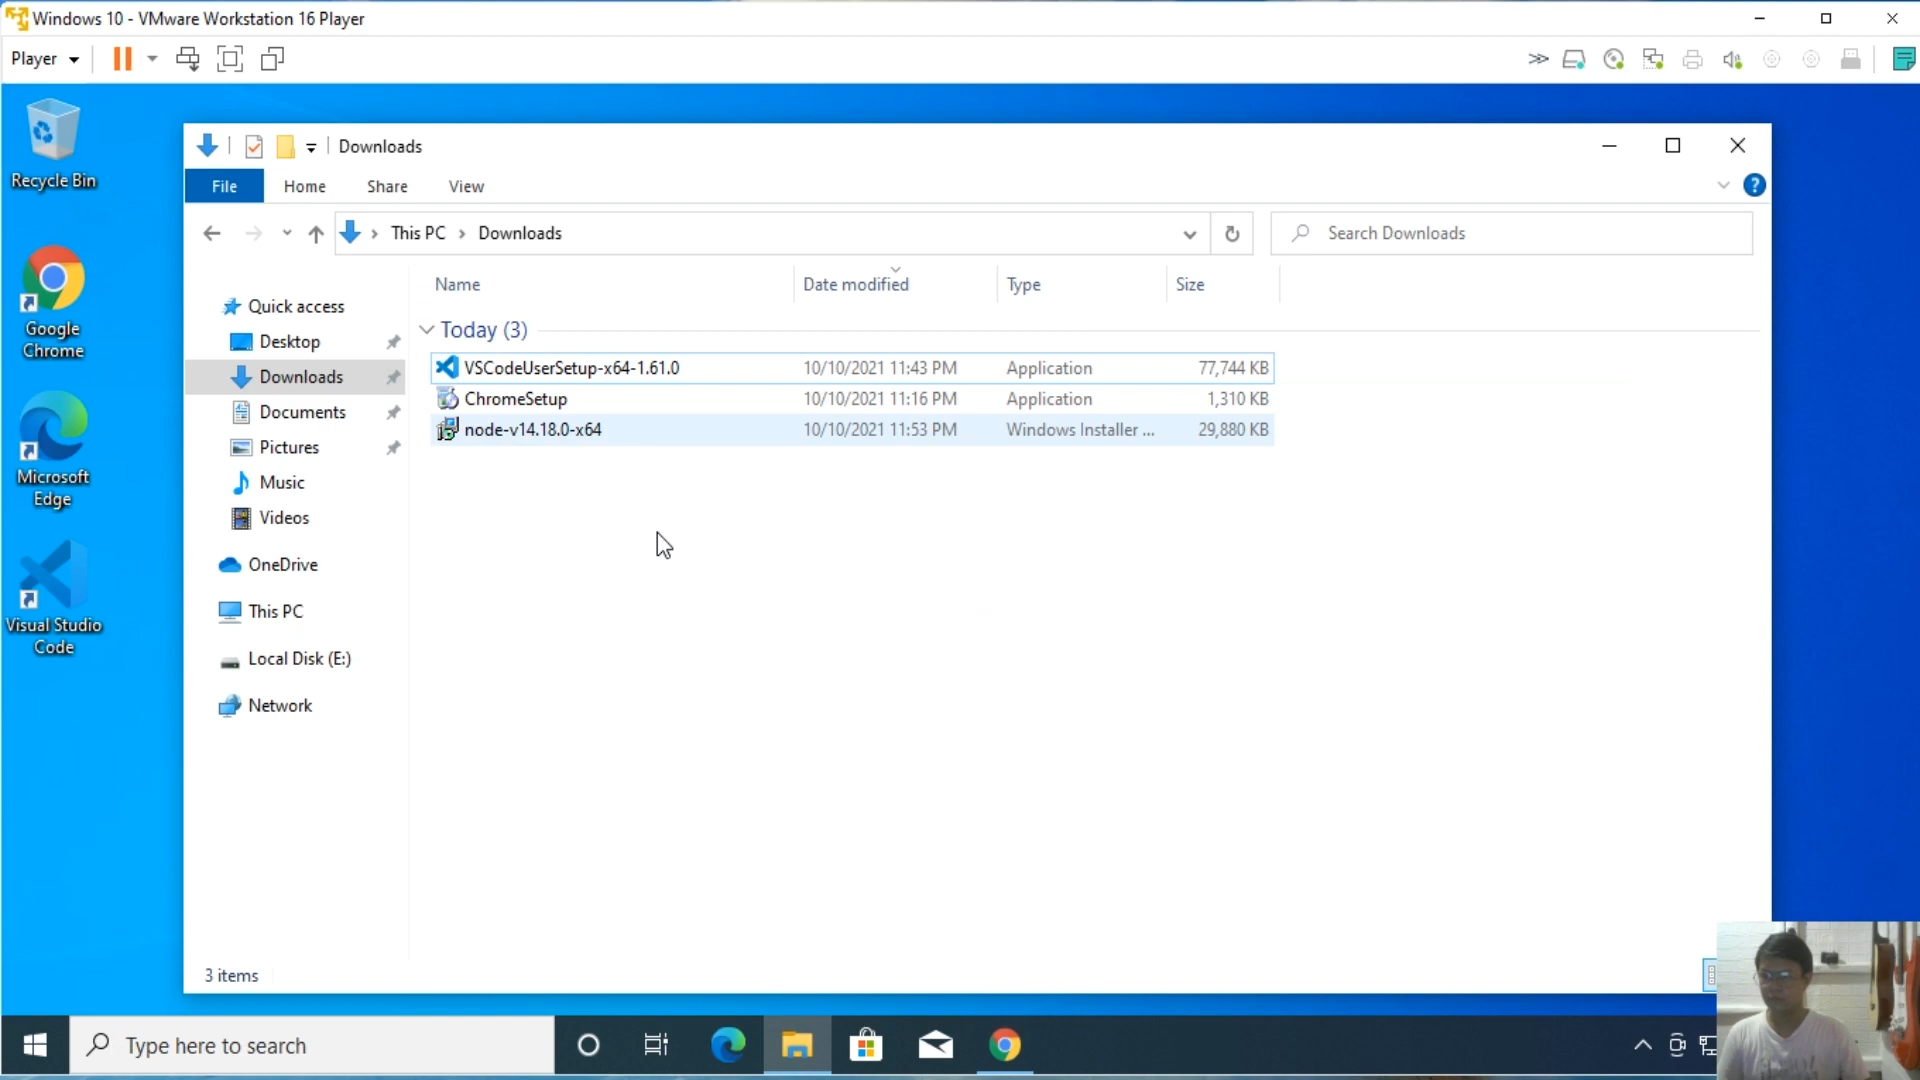 Windows 10 - VMware Workstation 16 Player
Player
Recycle Bin
Google
Chrome
Microsoft
Edge
Visual Studio
Code
Downloads
File
Home
Share
View
?
This PC
Downloads
Search Downloads
Name
Date modified
Type
Size
Quick access
Desktop
Downloads
Documents
Pictures
Music
Videos
OneDrive
This PC
Local Disk (E:)
Network
Today (3)
VSCodeUserSetup-x64-1.61.0 10/10/2021 11:43 PM Application 77,744 KB
ChromeSetup 10/10/2021 11:16 PM Application 1,310 KB
node-v14.18.0-x64 10/10/2021 11:53 PM Windows Installer ... 29,880 KB
3 items
Type here to search